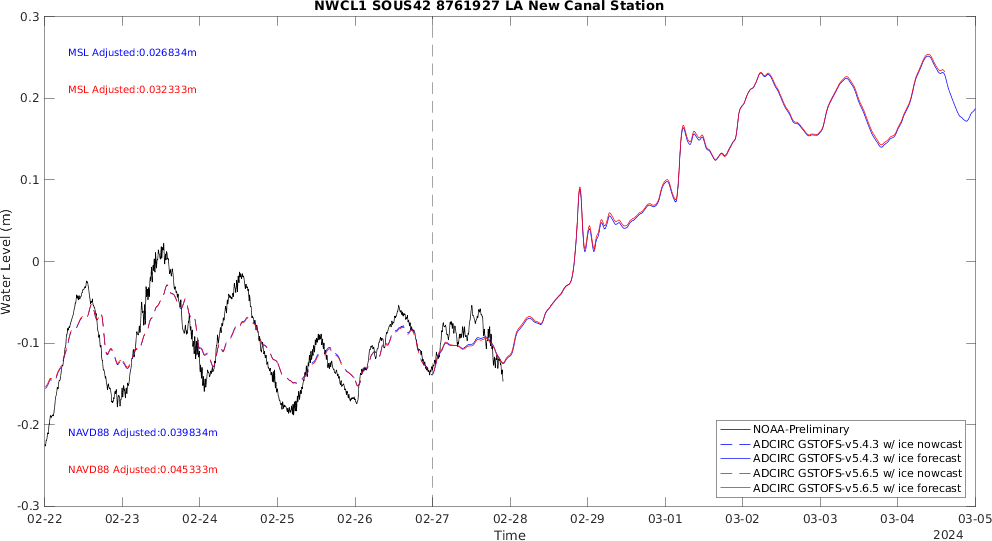 NWCL1 SOUS42 8761927 LA New Canal Station
0.3
0.2
0.1
0
-0.1
-0.2
-0.3
Water Level (m)
MSL Adjusted:0.026834m
MSL Adjusted:0.032333m
NAVD88 Adjusted:0.039834m
NAVD88 Adjusted:0.045333m
NOAA-Preliminary
ADCIRC GSTOFS-v5.4.3 w/ ice nowcast
ADCIRC GSTOFS-v5.4.3 w/ ice forecast
ADCIRC GSTOFS-v5.6.5 w/ ice nowcast
ADCIRC GSTOFS-v5.6.5 w/ ice forecast
02-22 02-23 02-24 02-25 02-26 02-27 02-28 02-29 03-01 03-02 03-03 03-04 03-05
Time
2024